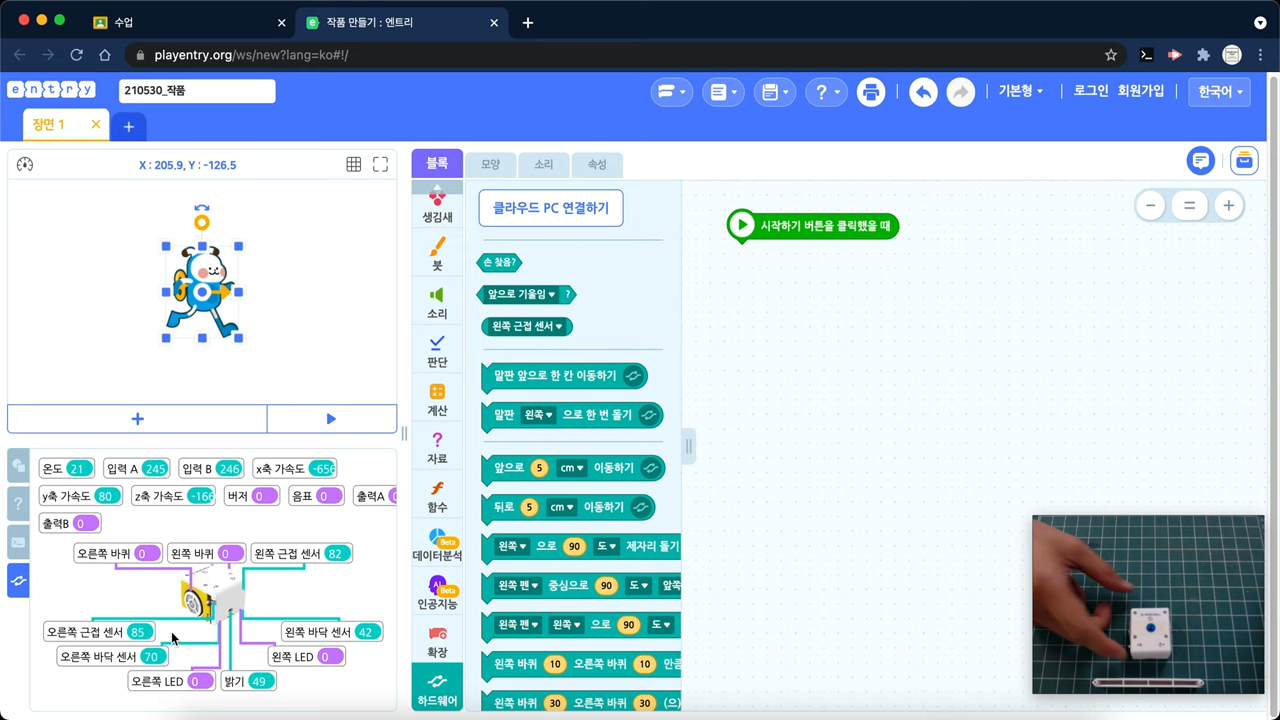 수업
작품 만들기 : 엔트리
playentry.org/ws/new?lang=ko#!/
entry
210530_작품
기본형
로그인
회원가입
한국어
장면 1
X : 205.9, Y : -126.5
블록
모양
소리
속성
생김새
붓
소리
판단
계산
자료
함수
Beta
데이터분석
AI
Beta
인공지능
확장
하드웨어
클라우드 PC 연결하기
손 찾음?
앞으로 기울임 ?
왼쪽 근접 센서
말판 앞으로 한 칸 이동하기
말판 왼쪽 으로 한 번 돌기
앞으로 5 cm 이동하기
뒤로 5 cm 이동하기
왼쪽 으로 90 도 제자리 돌기
왼쪽 펜 중심으로 90 도 앞쪽
왼쪽 펜 왼쪽 으로 90 도
왼쪽 바퀴 10 오른쪽 바퀴 10 만큼
왼쪽 바퀴 30 오른쪽 바퀴 30 (으)
시작하기 버튼을 클릭했을 때
온도 21 입력 A 245 입력 B 246 x축 가속도 -656
y축 가속도 80 z축 가속도 -166 버저 0 음표 0 출력A 0
출력B 0
오른쪽 바퀴 0 왼쪽 바퀴 0 왼쪽 근접 센서 82
오른쪽 근접 센서 85 왼쪽 바닥 센서 42
오른쪽 바닥 센서 70 왼쪽 LED 0
오른쪽 LED 0 밝기 49